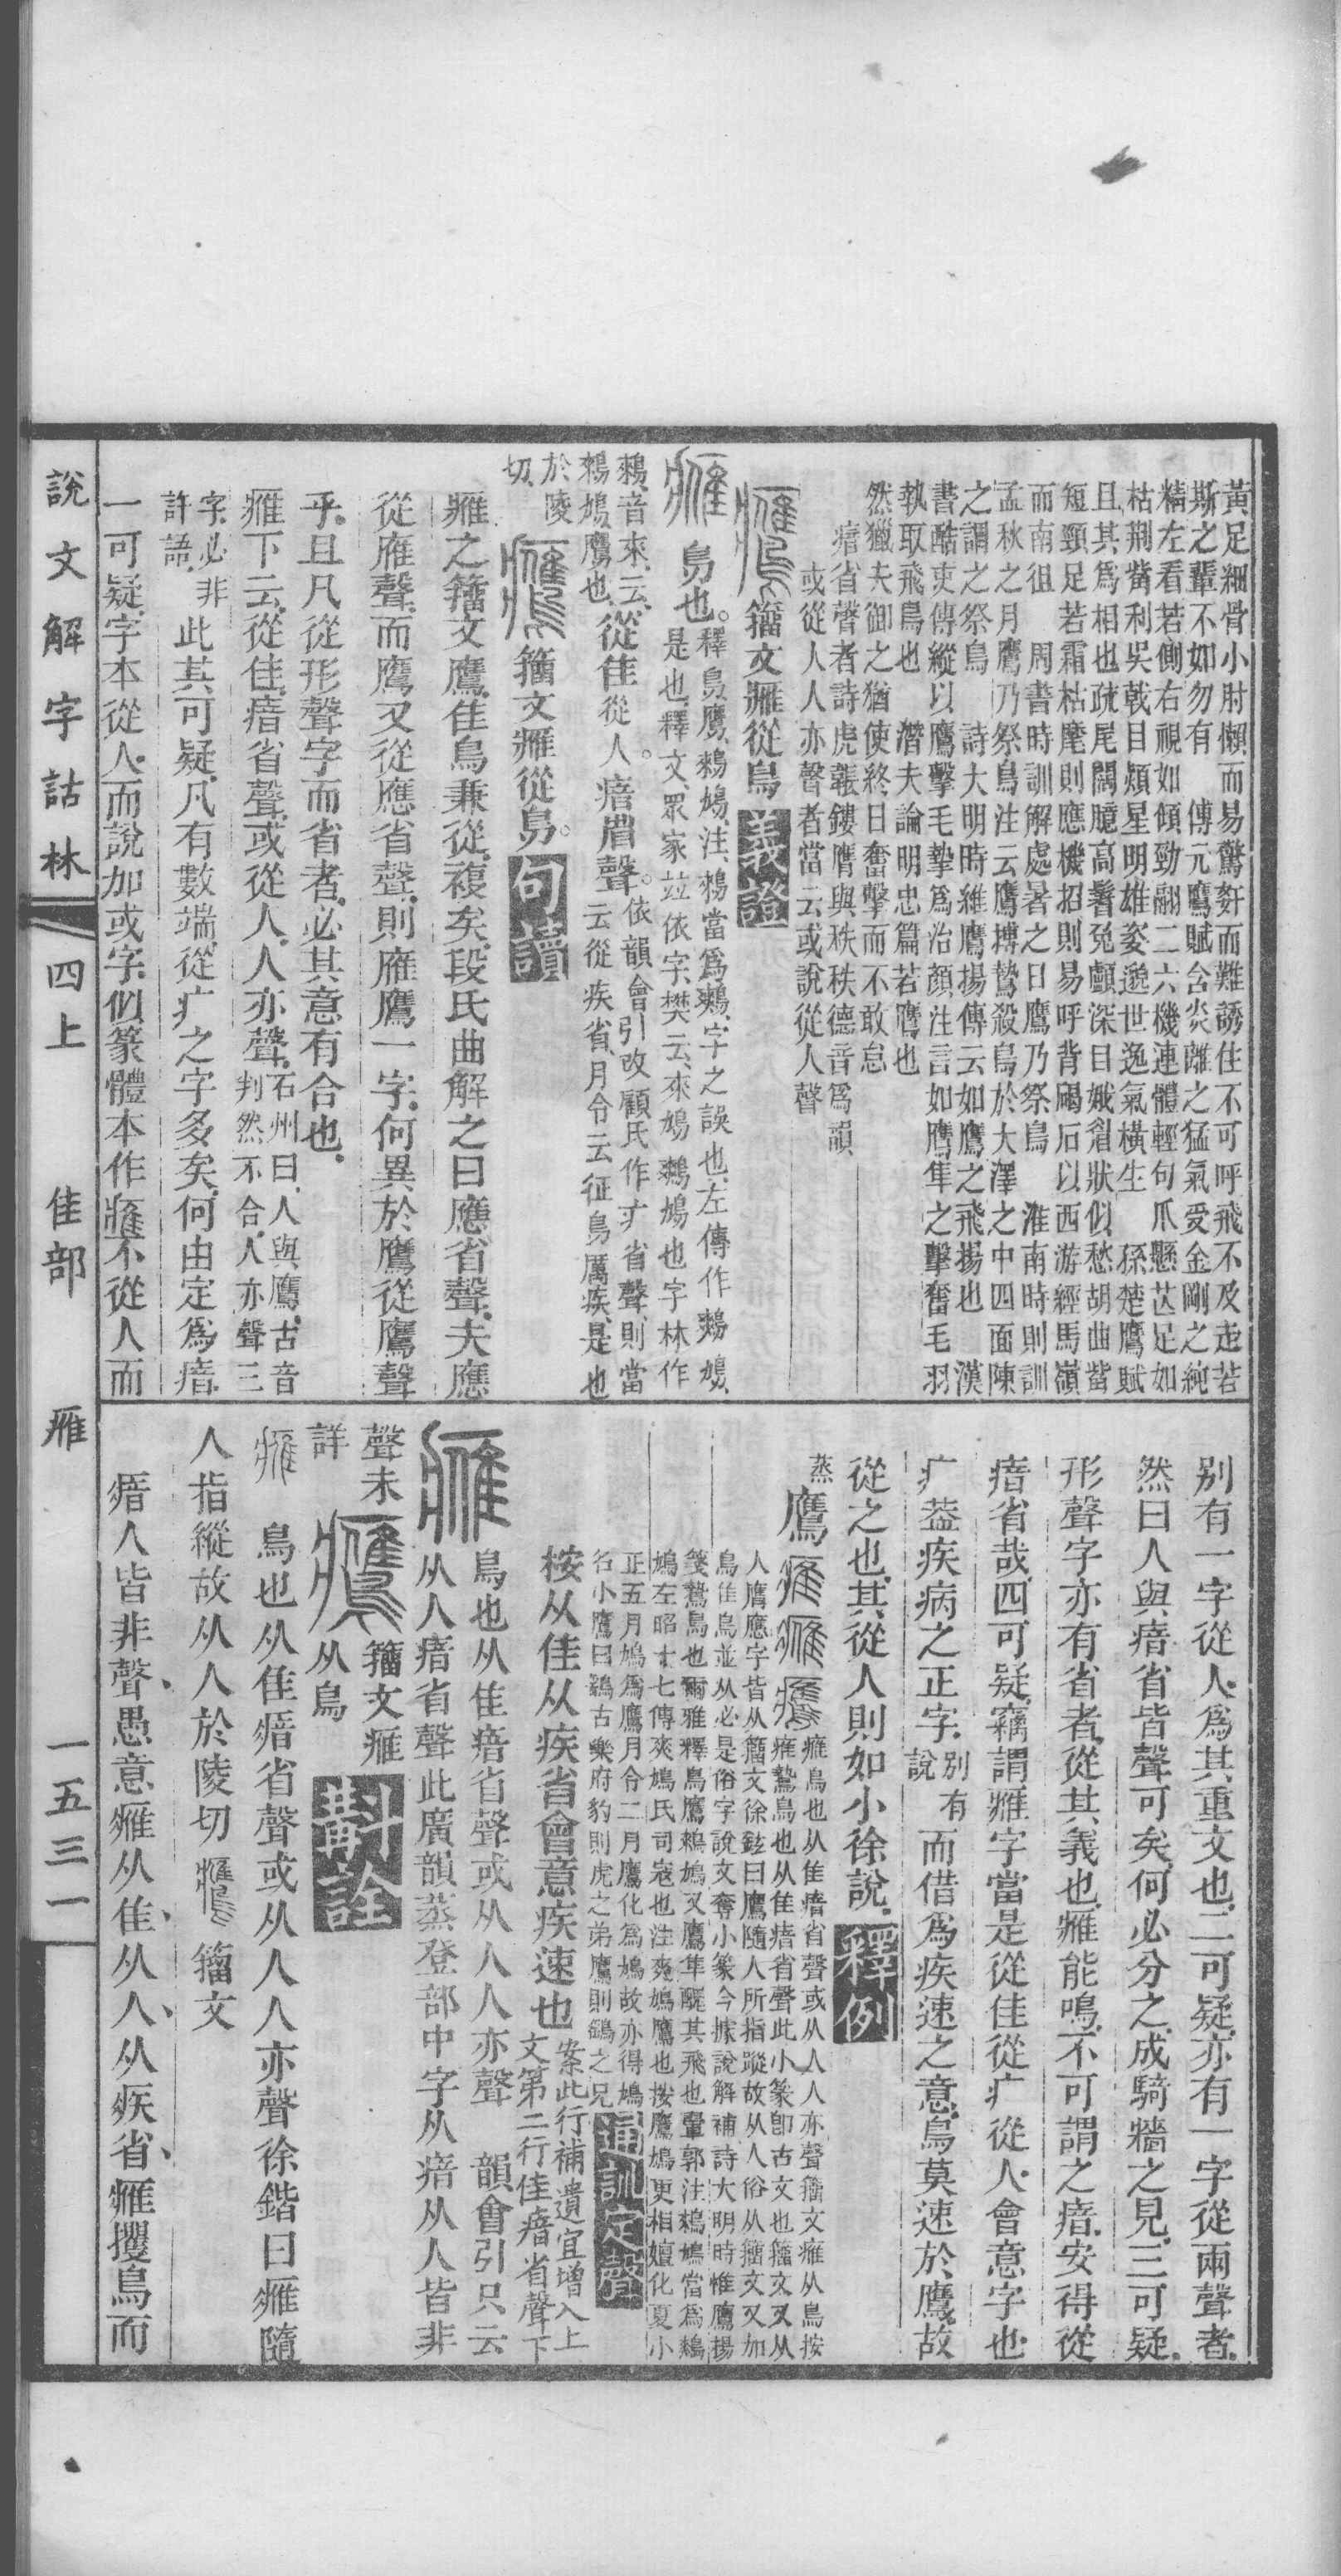 黃足細骨小肘懶而易驚姧而難誘住不可呼飛不及走若
斯之輩不如勿有　傅元鷹賦含炎離之猛氣受金剛之純
精左看若側右視如傾勁翮二六機連體輕句爪懸芒足如
枯荆觜利吳戟目熲星明雄姿邈世逸氣橫生　孫楚鷹賦
且其爲相也疏尾闊臆高鬐兔顱深目蛾眉狀似愁胡曲觜
短頸足若霜枯麾則應機招則易呼背碣石以西游經馬嶺
而南徂　周書時訓解處暑之日鷹乃祭鳥　淮南時則訓
孟秋之月鷹乃祭鳥注云鷹搏鷙殺鳥於大澤之中四面陳
之謂之祭鳥　詩大明時維鷹揚傳云如鷹之飛揚也　漢
書酷吏傳縱以鷹擊毛摯爲治顏注言如鷹隼之擊奮毛羽
執取飛鳥也　潛夫論明忠篇若鷹也
然獵夫御之猶使終日奮擊而不敢怠
瘖省聲者詩虎韔鏤膺與秩秩德音爲韻
或從人人亦聲者當云或說從人聲
籒文雁從鳥 義證
鳥也。釋鳥鷹鶆鳩、注、鶆當爲鷞、字之誤也、左傳作鷞鳩、
是也、釋文、眾家竝依字、樊云、來鳩鶆鳩也字林作
鶆、音來、云、從隹從人。瘖省聲。依韻會引改顧氏作疒省聲、則當
鶆鳩、鷹也、云從疾省、月令云征鳥厲疾、是也
於陵
切、籒文雁從鳥。 句讀
雁之籒文鷹、隹鳥兼從、複矣、段氏曲解之曰應省聲、夫應
從雁聲、而鷹又從應省聲、則雁鷹一字、何異於鷹從鷹聲
乎、且凡從形聲字而省者、必其意有合也、
雁下云、從隹、瘖省聲、或從人、人亦聲、石州曰、人與鷹、古音
判然不合、人亦聲三
字、必非
許語、此其可疑、凡有數端、從疒之字多矣、何由定爲瘖、
一可疑、字本從人、而說加或字、似篆體本作不從人而
說文解字詁林　四上　隹部　雁　一五三一
別有一字從人、爲其重文也、二可疑、亦有一字從兩聲者、
然曰人與瘖省皆聲可矣、何必分之、成騎牆之見、三可疑、
形聲字亦有省者、從其義也、雁能鳴、不可謂之瘖、安得從
瘖省哉、四可疑、竊謂雁字當是從隹從疒從人、會意字也、
疒葢疾病之正字、別有
說 而借爲疾速之意、鳥莫速於鷹、故
從之也、其從人則如小徐說、 釋例
蒸
鷹 雁鳥也从隹瘖省聲或从人人亦聲籒文雁从鳥按
雁鷙鳥也从隹瘖省聲此小篆卽古文也籒文又从
人膺應字皆从籒文徐鉉曰鷹隨人所指蹤故从人俗从籒文又加
鳥隹鳥並从必是俗字說文奪小篆今據說解補詩大明時惟鷹揚
箋鷙鳥也爾雅釋鳥鷹鶆鳩又鷹隼醜其飛也翬郭注鶆鳩當爲鷞
鳩左昭十七傳爽鳩氏司寇也注爽鳩鷹也按鷹鳩更相嬗化夏小
正五月鳩爲鷹月令二月鷹化爲鳩故亦得鳩
名小鷹曰鷂古樂府豹則虎之弟鷹則鷂之兄 通訓定聲
桉从隹从疾省會意疾速也 案此行補遺宜增入上
文第二行隹瘖省聲下
鳥也从隹瘖省聲或从人人亦聲　韻會引只云
从人瘖省聲此廣韻蒸登部中字从瘖从人皆非
聲未
詳　籒文雁
从鳥 斠詮
鳥也从隹瘖省聲或从人人亦聲徐鍇曰雁隨
人指縱故从人於陵切　籒文
瘖人皆非聲愚意雁从隹、从人、从疾省、雁攫鳥而